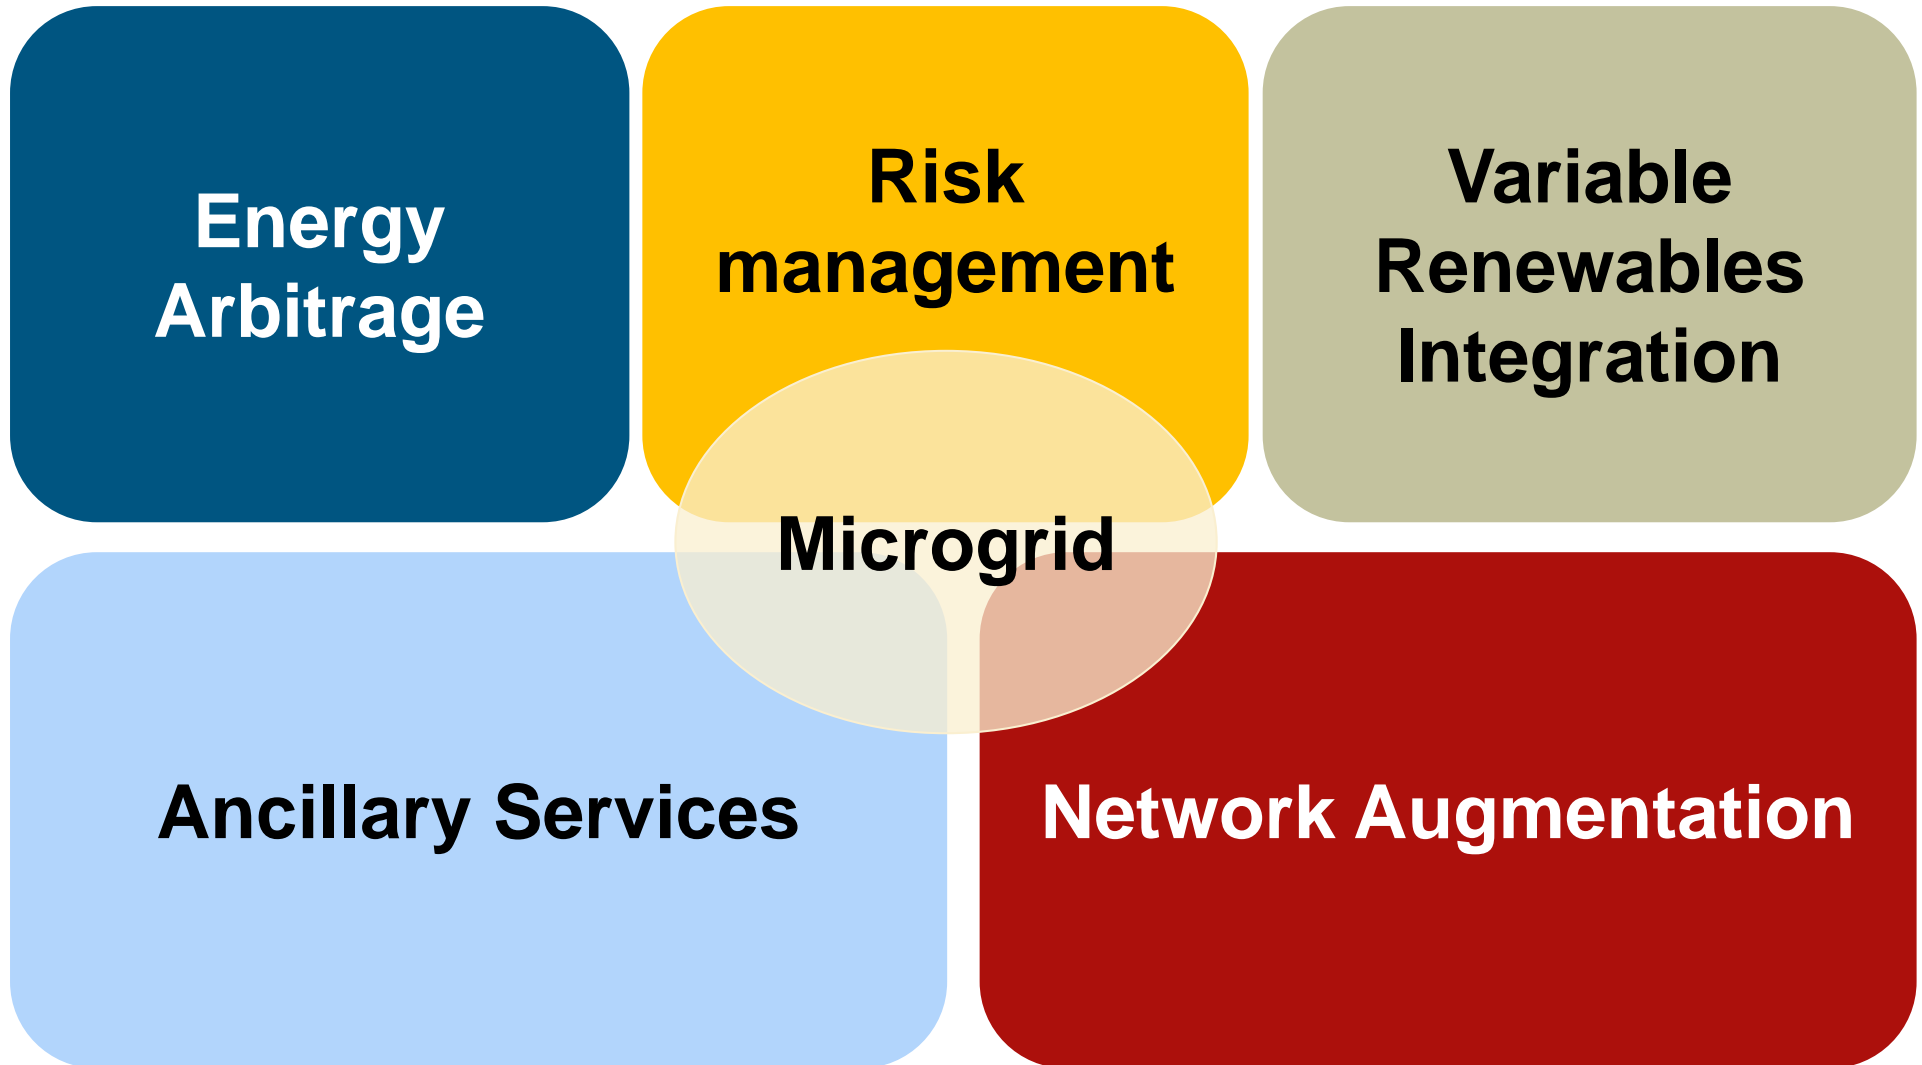 Energy
Arbitrage
Risk
management
Variable
Renewables
Integration
Microgrid
Ancillary Services
Network Augmentation